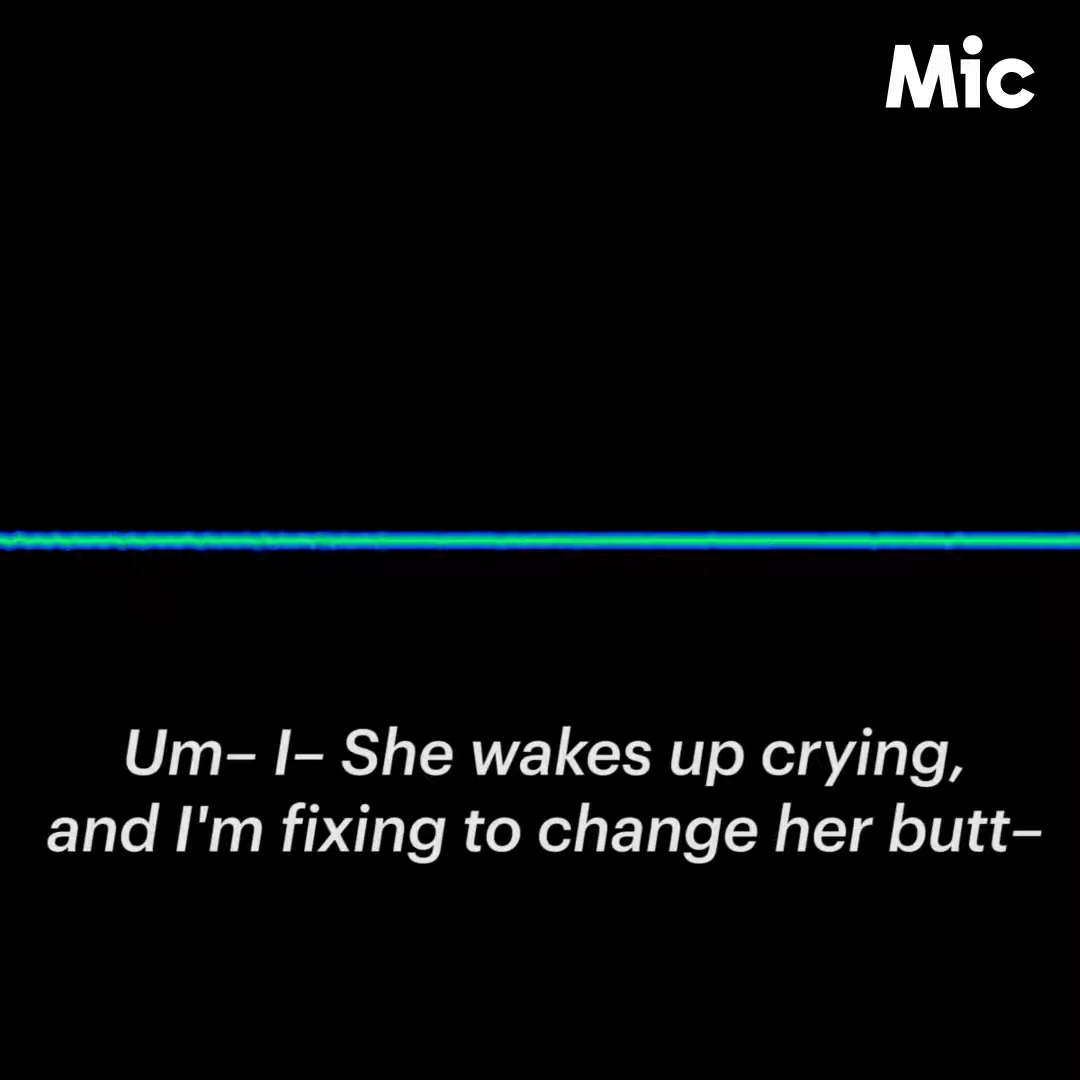 Mic
Um– I– She wakes up crying,
and I'm fixing to change her butt–